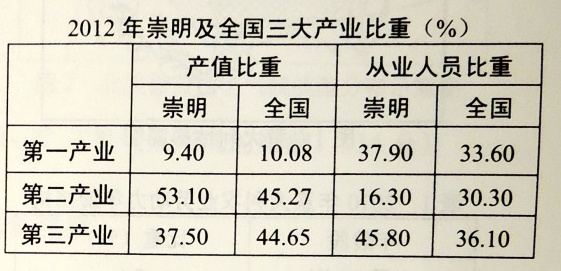 2012 年崇明及全国三大产业比重（%）
产值比重 从业人员比重
崇明 全国 崇明 全国
第一产业 9.40 10.08 37.90 33.60
第二产业 53.10 45.27 16.30 30.30
第三产业 37.50 44.65 45.80 36.10